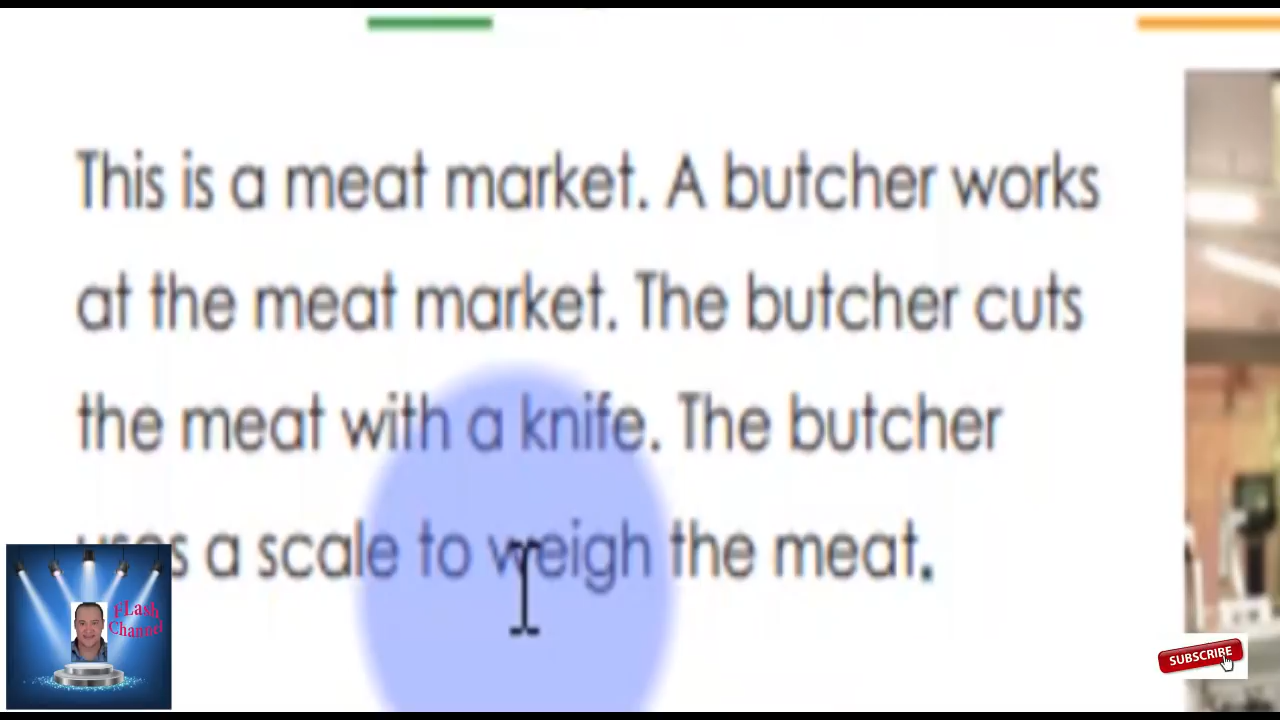 This is a meat market. A butcher works
at the meat market. The butcher cuts
the meat with a knife. The butcher
uses a scale to weigh the meat.
FLash
Channel
SUBSCRIBE